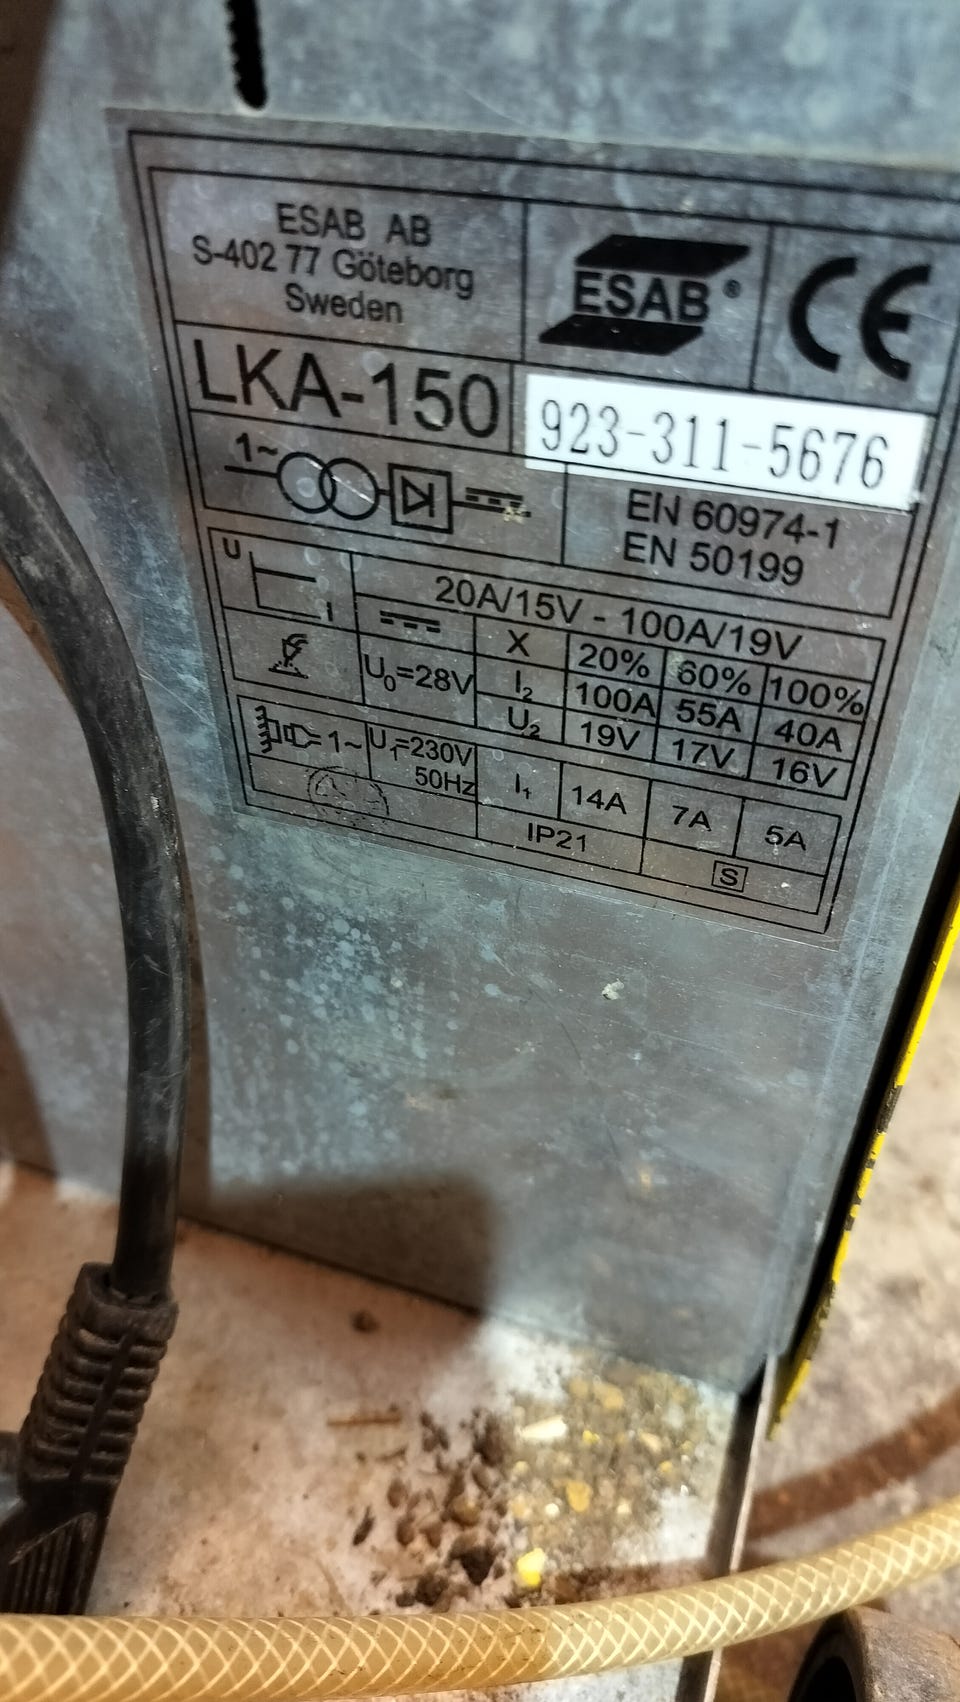 ESAB AB
S-402 77 Göteborg
Sweden
ESAB®
CE
LKA-150
923-311-5676
1~
EN 60974-1
EN 50199
U
I
20A/15V - 100A/19V
X 20% 60% 100%
U₀=28V
I₂ 100A 55A 40A
U₂ 19V 17V 16V
1~
U₁=230V
50Hz
I₁ 14A 7A 5A
IP21
S